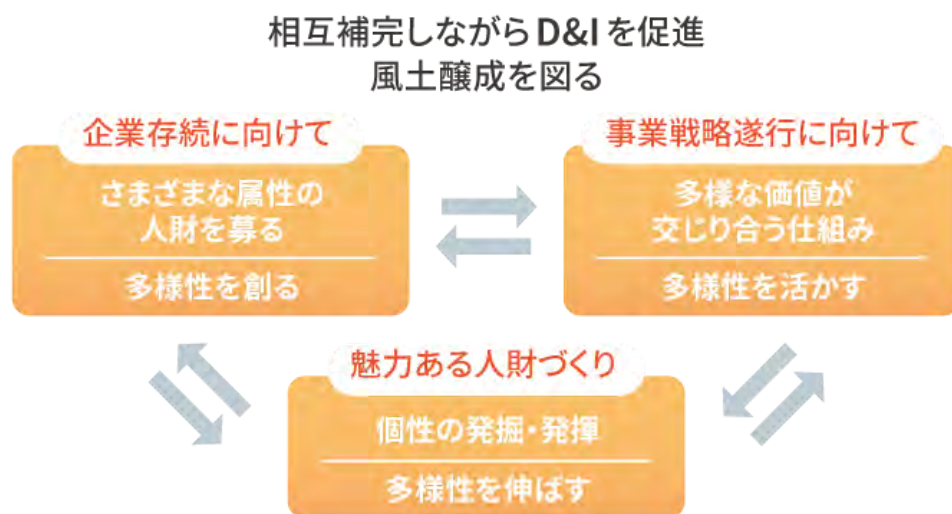 相互補完しながらD&Iを促進
風土醸成を図る
企業存続に向けて
さまざまな属性の
人財を募る
多様性を創る
事業戦略遂行に向けて
多様な価値が
交じり合う仕組み
多様性を活かす
魅力ある人財づくり
個性の発掘・発揮
多様性を伸ばす